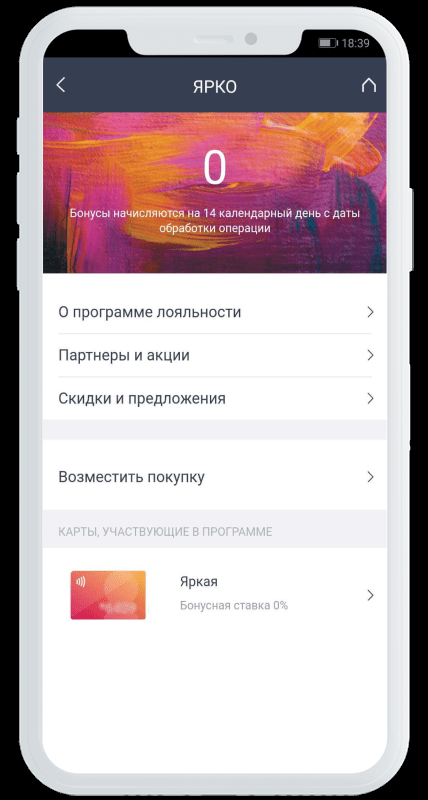 18:39
ЯРКО
0
Бонусы начисляются на 14 календарный день с даты
обработки операции
О программе лояльности
Партнеры и акции
Скидки и предложения
Возместить покупку
КАРТЫ, УЧАСТВУЮЩИЕ В ПРОГРАММЕ
Яркая
Бонусная ставка 0%